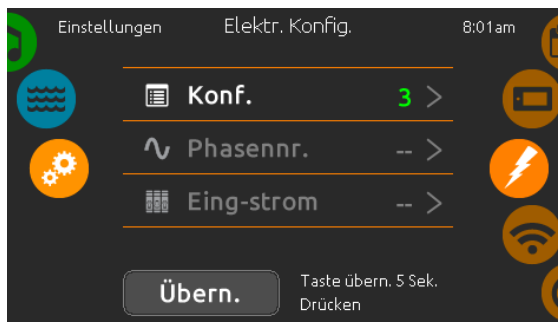 Einstellungen Elektr. Konfig. 8:01am
Konf. 3 >
Phasennr. -- >
Eing-strom -- >
Übern. Taste übern. 5 Sek.
Drücken